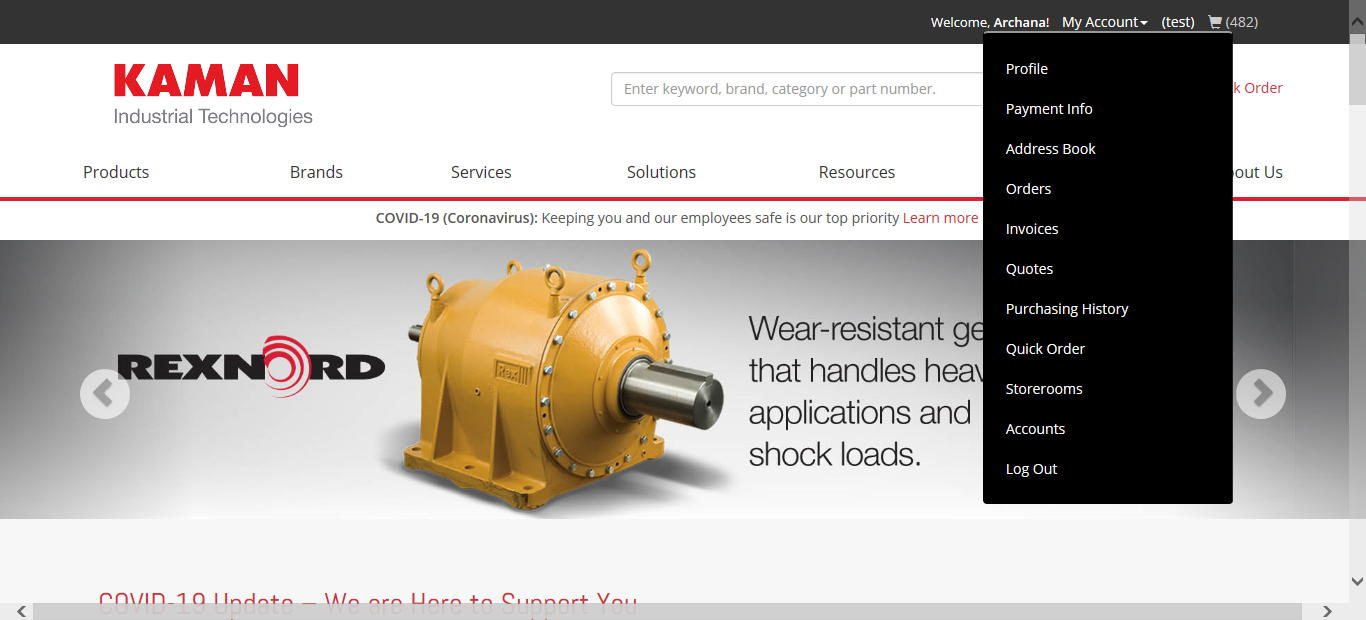 Welcome, Archana! My Account (test) (482)
KAMAN
Industrial Technologies
Enter keyword, brand, category or part number.
k Order
Products Brands Services Solutions Resources out Us
COVID-19 (Coronavirus): Keeping you and our employees safe is our top priority Learn more
Profile
Payment Info
Address Book
Orders
Invoices
Quotes
Purchasing History
Quick Order
Storerooms
Accounts
Log Out
REXNORD
Rex
Wear-resistant ge
that handles heav
applications and
shock loads.
COVID-19 Update – We are Here to Support You